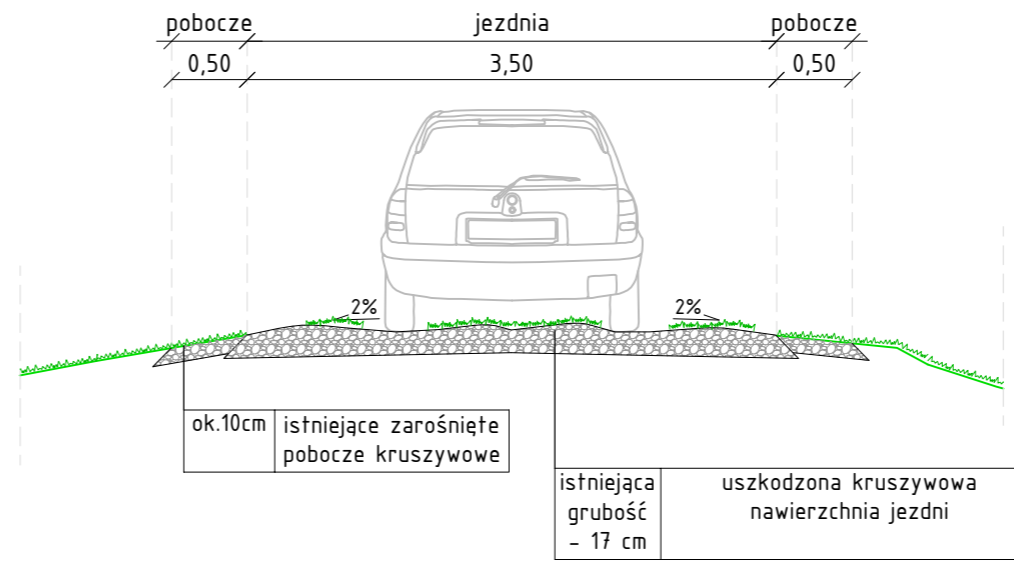 pobocze jezdnia pobocze
0,50 3,50 0,50
2% 2%
ok.10cm
istniejące zarośnięte
pobocze kruszywowe
istniejąca
grubość
- 17 cm
uszkodzona kruszywowa
nawierzchnia jezdni